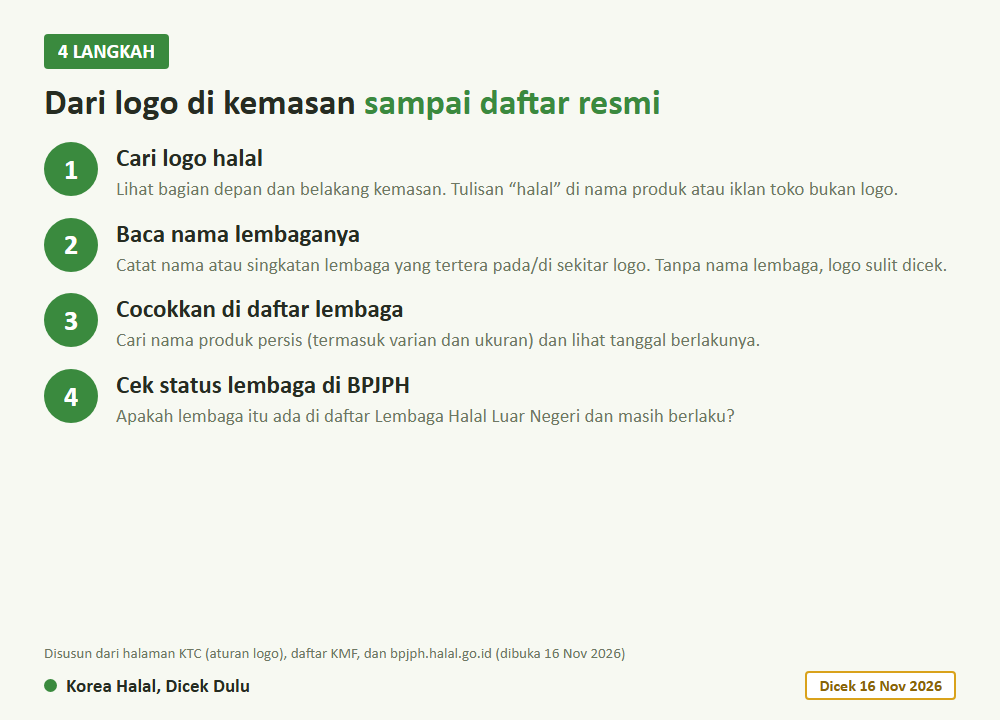 4 LANGKAH
Dari logo di kemasan sampai daftar resmi
1
Cari logo halal
Lihat bagian depan dan belakang kemasan. Tulisan “halal” di nama produk atau iklan toko bukan logo.
2
Baca nama lembaganya
Catat nama atau singkatan lembaga yang tertera pada/di sekitar logo. Tanpa nama lembaga, logo sulit dicek.
3
Cocokkan di daftar lembaga
Cari nama produk persis (termasuk varian dan ukuran) dan lihat tanggal berlakunya.
4
Cek status lembaga di BPJPH
Apakah lembaga itu ada di daftar Lembaga Halal Luar Negeri dan masih berlaku?
Disusun dari halaman KTC (aturan logo), daftar KMF, dan bpjph.halal.go.id (dibuka 16 Nov 2026)
Korea Halal, Dicek Dulu
Dicek 16 Nov 2026